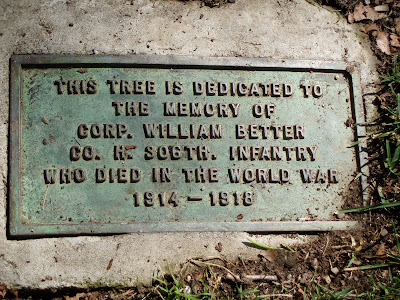 THIS TREE IS DEDICATED TO
THE MEMORY OF
CORP. WILLIAM BETTER
CO. H. 306TH. INFANTRY
WHO DIED IN THE WORLD WAR
1914 – 1918